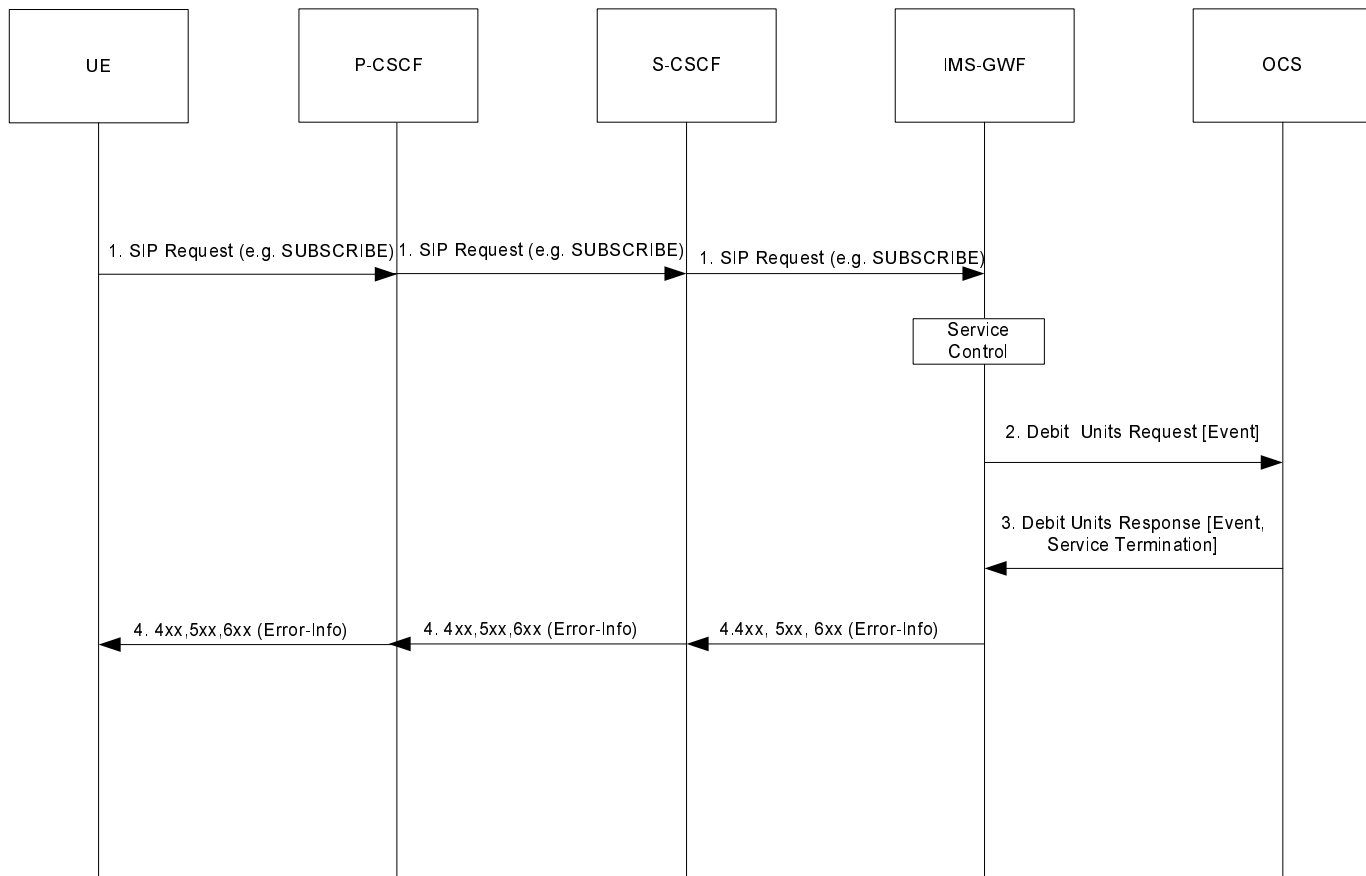 UE
P-CSCF
S-CSCF
IMS-GWF
OCS
1. SIP Request (e.g. SUBSCRIBE)
1. SIP Request (e.g. SUBSCRIBE)
1. SIP Request (e.g. SUBSCRIBE)
Service
Control
2. Debit Units Request [Event]
3. Debit Units Response [Event,
Service Termination]
4. 4xx,5xx,6xx (Error-Info)
4. 4xx,5xx,6xx (Error-Info)
4.4xx, 5xx, 6xx (Error-Info)